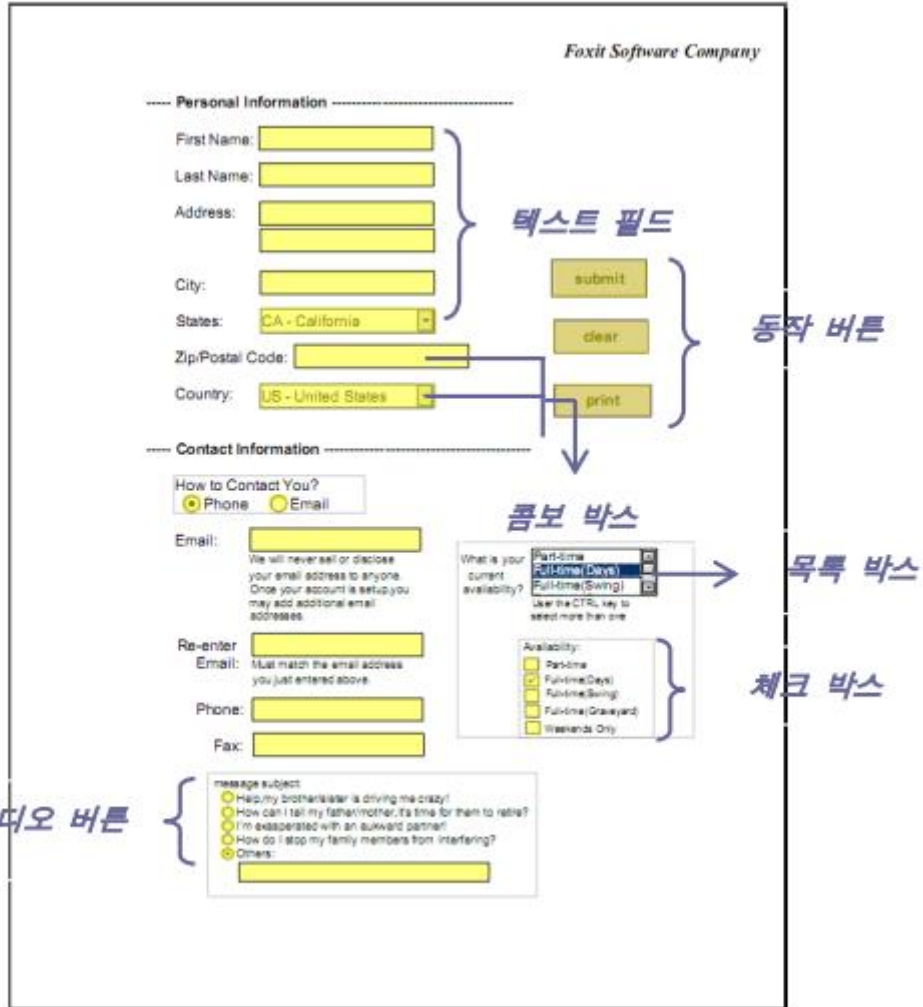 Foxit Software Company
----- Personal Information -----
First Name:
Last Name:
Address:
텍스트 필드
City:
submit
States: CA - California
clear
동작 버튼
Zip/Postal Code:
Country: US - United States
print
----- Contact Information -----
How to Contact You?
Phone Email
콤보 박스
Email:
We will never sell or disclose
your email address to anyone.
Once your account is setup,you
may add additional email
addresses.
What is your
current
availability?
Part-time
Full-time(Days)
Full-time(Swing)
User the CTRL key to
select more than one
목록 박스
Re-enter
Email:
Must match the email address
you just entered above.
Availability:
Part-time
Full-time(Days)
Full-time(Swing)
Full-time(Graveyard)
Weekends Only
체크 박스
Phone:
Fax:
message subject:
Help,my brother/sister is driving me crazy!
How can I tell my father/mother,it's time for them to retire?
I'm exasperated with an aukward partner!
How do I stop my family members from interfering?
Others:
디오 버튼